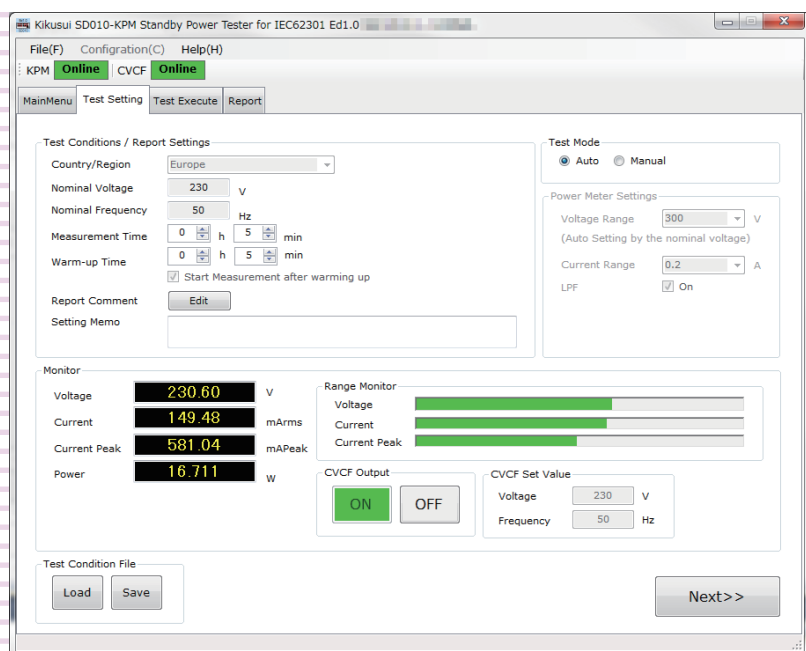 Kikusui SD010-KPM Standby Power Tester for IEC62301 Ed1.0
File(F) Configration(C) Help(H)
KPM Online CVCF Online
MainMenu Test Setting Test Execute Report
Test Conditions / Report Settings
Country/Region Europe
Nominal Voltage 230 V
Nominal Frequency 50 Hz
Measurement Time 0 h 5 min
Warm-up Time 0 h 5 min
Start Measurement after warming up
Report Comment Edit
Setting Memo
Test Mode
Auto Manual
Power Meter Settings
Voltage Range 300 V
(Auto Setting by the nominal voltage)
Current Range 0.2 A
LPF On
Monitor
Voltage 230.60 V
Current 149.48 mArms
Current Peak 581.04 mAPeak
Power 16.711 W
Range Monitor
Voltage
Current
Current Peak
CVCF Output
ON OFF
CVCF Set Value
Voltage 230 V
Frequency 50 Hz
Test Condition File
Load Save
Next>>